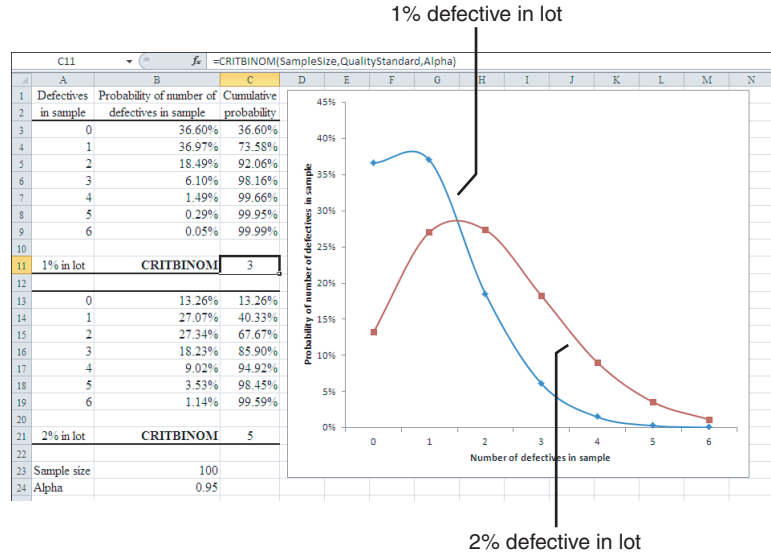 1% defective in lot
C11 fx =CRITBINOM(SampleSize,QualityStandard,Alpha)
A B C D E F G H I J K L M N
1 Defectives Probability of number of Cumulative
2 in sample defectives in sample probability
3 0 36.60% 36.60%
4 1 36.97% 73.58%
5 2 18.49% 92.06%
6 3 6.10% 98.16%
7 4 1.49% 99.66%
8 5 0.29% 99.95%
9 6 0.05% 99.99%
10
11 1% in lot CRITBINOM 3
12
13 0 13.26% 13.26%
14 1 27.07% 40.33%
15 2 27.34% 67.67%
16 3 18.23% 85.90%
17 4 9.02% 94.92%
18 5 3.53% 98.45%
19 6 1.14% 99.59%
20
21 2% in lot CRITBINOM 5
22
23 Sample size 100
24 Alpha 0.95
Probability of number of defectives in sample
45%
40%
35%
30%
25%
20%
15%
10%
5%
0%
0 1 2 3 4 5 6
Number of defectives in sample
2% defective in lot